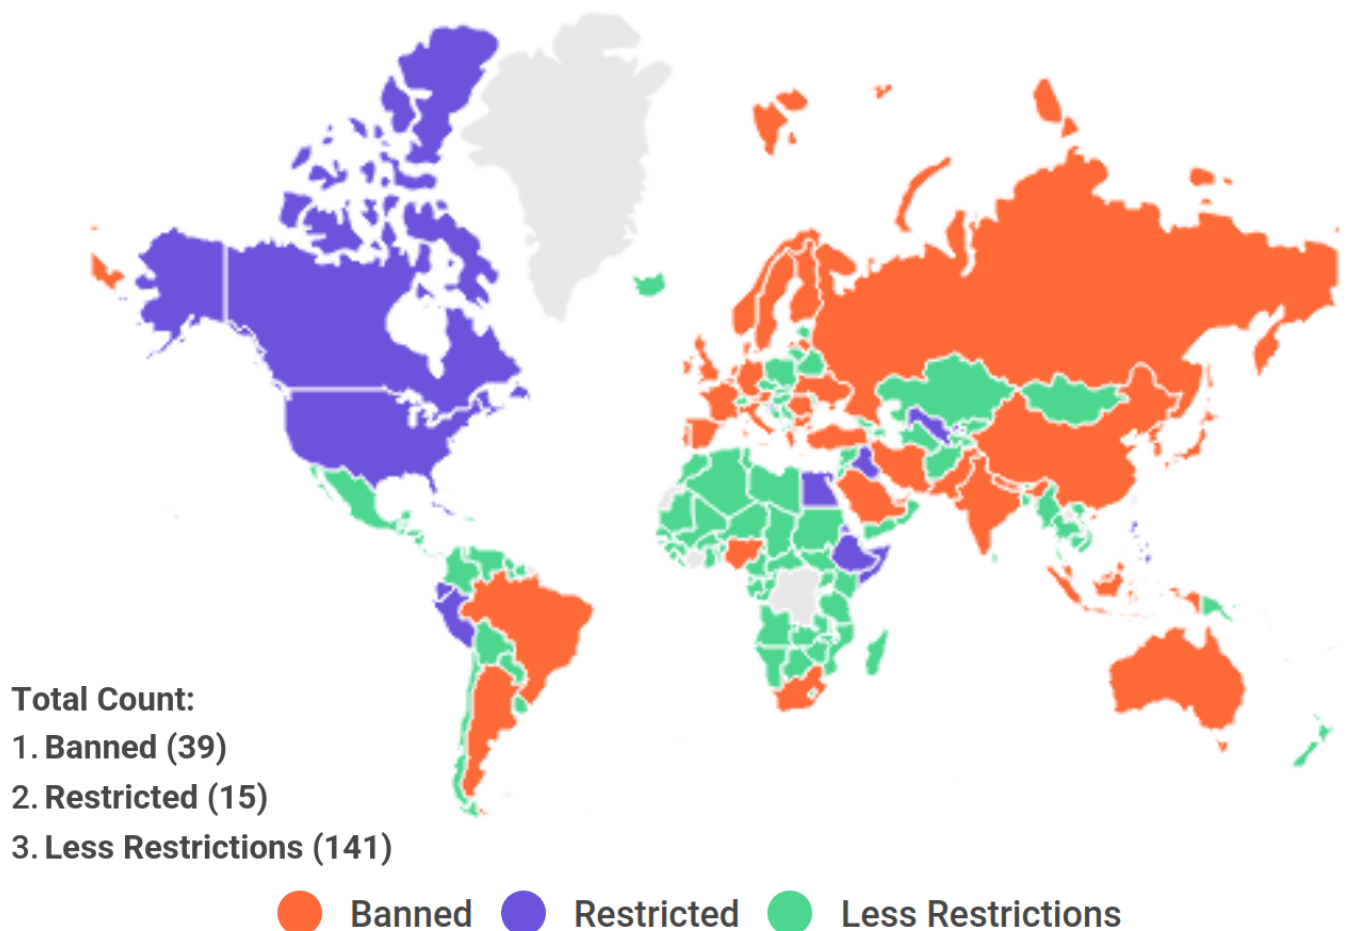 Total Count:
1. Banned (39)
2. Restricted (15)
3. Less Restrictions (141)
Banned Restricted Less Restrictions